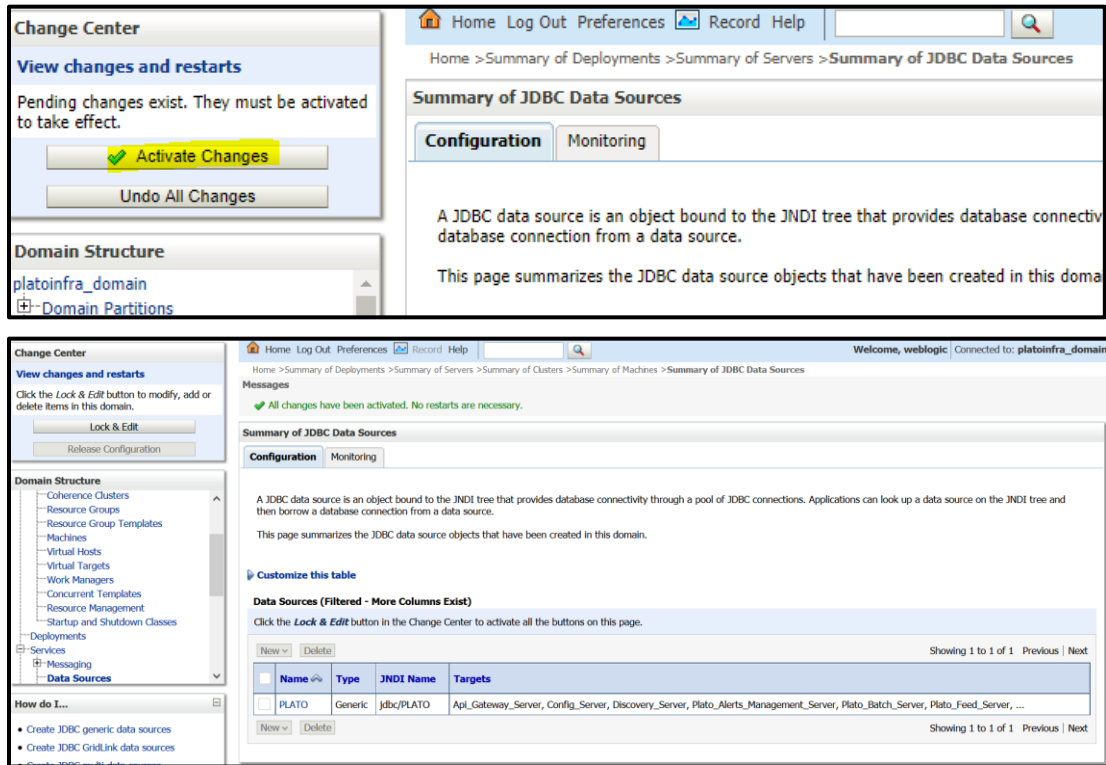 Change Center
View changes and restarts
Pending changes exist. They must be activated
to take effect.
Activate Changes
Undo All Changes
Domain Structure
platoinfra_domain
Domain Partitions
Home Log Out Preferences Record Help
Home >Summary of Deployments >Summary of Servers >Summary of JDBC Data Sources
Summary of JDBC Data Sources
Configuration Monitoring
A JDBC data source is an object bound to the JNDI tree that provides database connectiv
database connection from a data source.
This page summarizes the JDBC data source objects that have been created in this doma
Change Center
View changes and restarts
Click the Lock & Edit button to modify, add or
delete items in this domain.
Lock & Edit
Release Configuration
Domain Structure
Coherence Clusters
Resource Groups
Resource Group Templates
Machines
Virtual Hosts
Virtual Targets
Work Managers
Concurrent Templates
Resource Management
Startup and Shutdown Classes
Deployments
Services
Messaging
Data Sources
How do I...
Create JDBC generic data sources
Create JDBC GridLink data sources
Home Log Out Preferences Record Help
Welcome, weblogic Connected to: platoinfra_domain
Home >Summary of Deployments >Summary of Servers >Summary of Clusters >Summary of Machines >Summary of JDBC Data Sources
Messages
All changes have been activated. No restarts are necessary.
Summary of JDBC Data Sources
Configuration Monitoring
A JDBC data source is an object bound to the JNDI tree that provides database connectivity through a pool of JDBC connections. Applications can look up a data source on the JNDI tree and
then borrow a database connection from a data source.
This page summarizes the JDBC data source objects that have been created in this domain.
Customize this table
Data Sources (Filtered - More Columns Exist)
Click the Lock & Edit button in the Change Center to activate all the buttons on this page.
New Delete Showing 1 to 1 of 1 Previous | Next
Name Type JNDI Name Targets
PLATO Generic jdbc/PLATO Api_Gateway_Server, Config_Server, Discovery_Server, Plato_Alerts_Management_Server, Plato_Batch_Server, Plato_Feed_Server, ...
New Delete Showing 1 to 1 of 1 Previous | Next